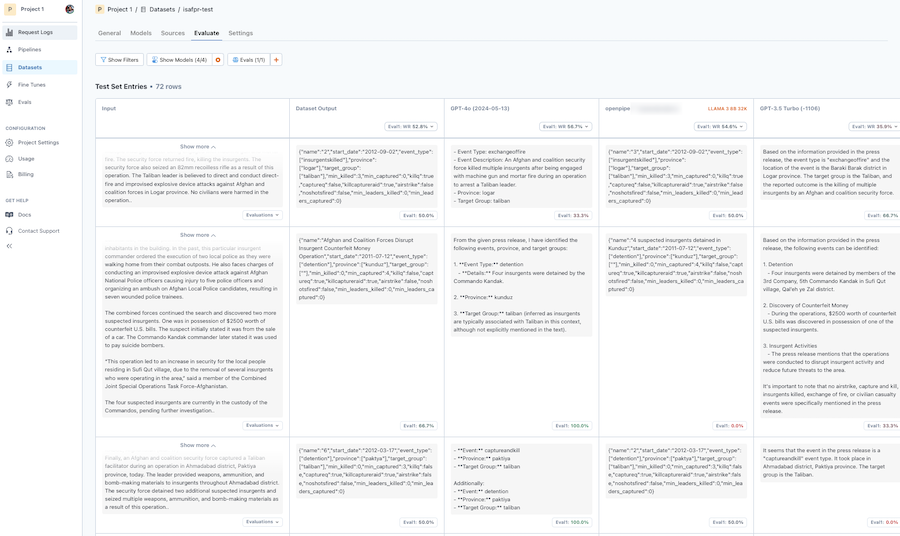 P Project 1
Project 1 / Datasets / isafpr-test
Request Logs
Pipelines
Datasets
Fine Tunes
Evals
CONFIGURATION
Project Settings
Usage
Billing
GET HELP
Docs
Contact Support
General Models Sources Evaluate Settings
Show Filters Show Models (4/4) Evals (1/1) +
Test Set Entries • 72 rows
Input
Dataset Output
Eval1: WR 52.8%
GPT-4o (2024-05-13)
Eval1: WR 56.7%
openpipe
LLAMA 3 8B 32K
Eval1: WR 54.6%
GPT-3.5 Turbo (-1106)
Eval1: WR 35.9%
Show more
fire. The security force returned fire, killing the insurgents. The
security force also seized an 82mm recoilless rifle as a result of
the operation.
The Taliban leader is believed to direct and conduct direct-
fire and improvised explosive device attacks against Afghan
and coalition forces in Logar province. No civilians were harmed in the
operation..
Evaluations
{"name":"2","start_date":"2012-09-02","event_type":
["insurgentskilled"],"province":
["logar"],"target_group":
["taliban"],"min_killed":3,"min_captured":0,"killq":true
,"captureq":false,"killcaptureraid":true,"airstrike":false
,"noshotsfired":false,"min_leaders_killed":0,"min_lead
ers_captured":0}
Eval1: 50.0%
- Event Type: exchangeoffire
- Event Description: An Afghan and coalition security
force killed multiple insurgents after being engaged
with machine gun and mortar fire during an operation
to arrest a Taliban leader.
- Province: logar
- Target Group: taliban
Eval1: 33.3%
{"name":"3","start_date":"2012-09-02","event_type":
["insurgentskilled"],"province":
["logar"],"target_group":
["taliban"],"min_killed":3,"min_captured":0,"killq":true
,"captureq":false,"killcaptureraid":true,"airstrike":false
,"noshotsfired":false,"min_leaders_killed":0,"min_lead
ers_captured":0}
Eval1: 50.0%
Based on the information provided in the press
release, the event type is "exchangeoffire" and the
location of the event is the Baraki Barak district in
Logar province. The target group is the Taliban, and
the reported outcome is the killing of multiple
insurgents by an Afghan and coalition security force.
Eval1: 66.7%
Show more
inhabitants in the building. In the past, this particular insurgent
commander ordered the execution of two local police as they were
walking home from their combat outposts. He also faces charges of
conducting an improvised explosive device attack against Afghan
National Police officers causing injury to five police officers and
organizing an ambush on Afghan Local Police candidates, resulting in
seven wounded police trainees.
The combined forces continued the search and discovered two more
suspected insurgents. One was in possession of $2500 worth of
counterfeit U.S. bills. The suspect initially stated it was from the sale
of a car. The Commando Kandak commander later stated it was used
to pay suicide bombers.
"This operation led to an increase in security for the local people
residing in Sufi Qut village, due to the removal of several insurgents
who were operating in the area," said a member of the Combined
Joint Special Operations Task Force-Afghanistan.
The four suspected insurgents are currently in the custody of the
Commandos, pending further investigation..
Evaluations
{"name":"Afghan and Coalition Forces Disrupt
Insurgent Counterfeit Money
Operation","start_date":"2011-07-12","event_type":
["detention"],"province":["kunduz"],"target_group":
[""],"min_killed":0,"min_captured":4,"killq":false,"capt
ureq":true,"killcaptureraid":true,"airstrike":false,"nosh
otsfired":false,"min_leaders_killed":0,"min_leaders_ca
ptured":0}
Eval1: 66.7%
From the given press release, I have identified the
following events, province, and target groups:
1. **Event Type:** detention
- **Details:** Four insurgents were detained by the
Commando Kandak.
2. **Province:** kunduz
3. **Target Group:** taliban (inferred as insurgents
are typically associated with Taliban in this context,
although not explicitly mentioned in the text).
Eval1: 100.0%
{"name":"4 suspected insurgents detained in
Kunduz","start_date":"2011-07-12","event_type":
["detention"],"province":["kunduz"],"target_group":
[""],"min_killed":0,"min_captured":4,"killq":false,"capt
ureq":true,"killcaptureraid":true,"airstrike":false,"nosh
otsfired":false,"min_leaders_killed":0,"min_leaders_ca
ptured":0}
Eval1: 0.0%
Based on the information provided in the press
release, the following events can be identified:
1. Detention
- Four insurgents were detained by members of the
3rd Company, 5th Commando Kandak in Sufi Qut
village, Qal'eh ye Zal district.
2. Discovery of Counterfeit Money
- During the operations, $2500 worth of counterfeit
U.S. bills was discovered in possession of one of the
suspected insurgents.
3. Insurgent Activities
- The press release mentions that the operations
were conducted to disrupt insurgent activity and
reduce future threats to the area.
It's important to note that no airstrike, capture and kill,
insurgents killed, exchange of fire, or civilian casualty
events were specifically mentioned in the press
release.
Eval1: 33.3%
Show more
Finally, an Afghan and coalition security force captured a Taliban
facilitator during an operation in Ahmadabad district, Paktiya
province, today. The leader provided weapons, ammunition, and
bomb-making materials to insurgents throughout Ahmadabad district.
The security force detained two additional suspected insurgents and
seized multiple weapons, ammunition, and bomb-making materials as
a result of this operation..
Evaluations
{"name":"6","start_date":"2012-03-17","event_type":
["detention"],"province":["paktya"],"target_group":
["taliban"],"min_killed":0,"min_captured":3,"killq":fals
e,"captureq":true,"killcaptureraid":true,"airstrike":fals
e,"noshotsfired":false,"min_leaders_killed":0,"min_lea
ders_captured":0}
Eval1: 50.0%
- **Event:** captureandkill
- **Province:** paktiya
- **Target Group:** taliban
Additionally:
- **Event:** detention
- **Province:** paktiya
- **Target Group:** taliban
Eval1: 100.0%
{"name":"2","start_date":"2012-03-17","event_type":
["detention"],"province":["paktya"],"target_group":
["taliban"],"min_killed":0,"min_captured":3,"killq":fals
e,"captureq":true,"killcaptureraid":true,"airstrike":fals
e,"noshotsfired":false,"min_leaders_killed":0,"min_lea
ders_captured":0}
Eval1: 50.0%
It seems that the event in the press release is a
"captureandkill" event type. It took place in
Ahmadabad district, Paktiya province. The target
group is the Taliban.
Eval1: 0.0%